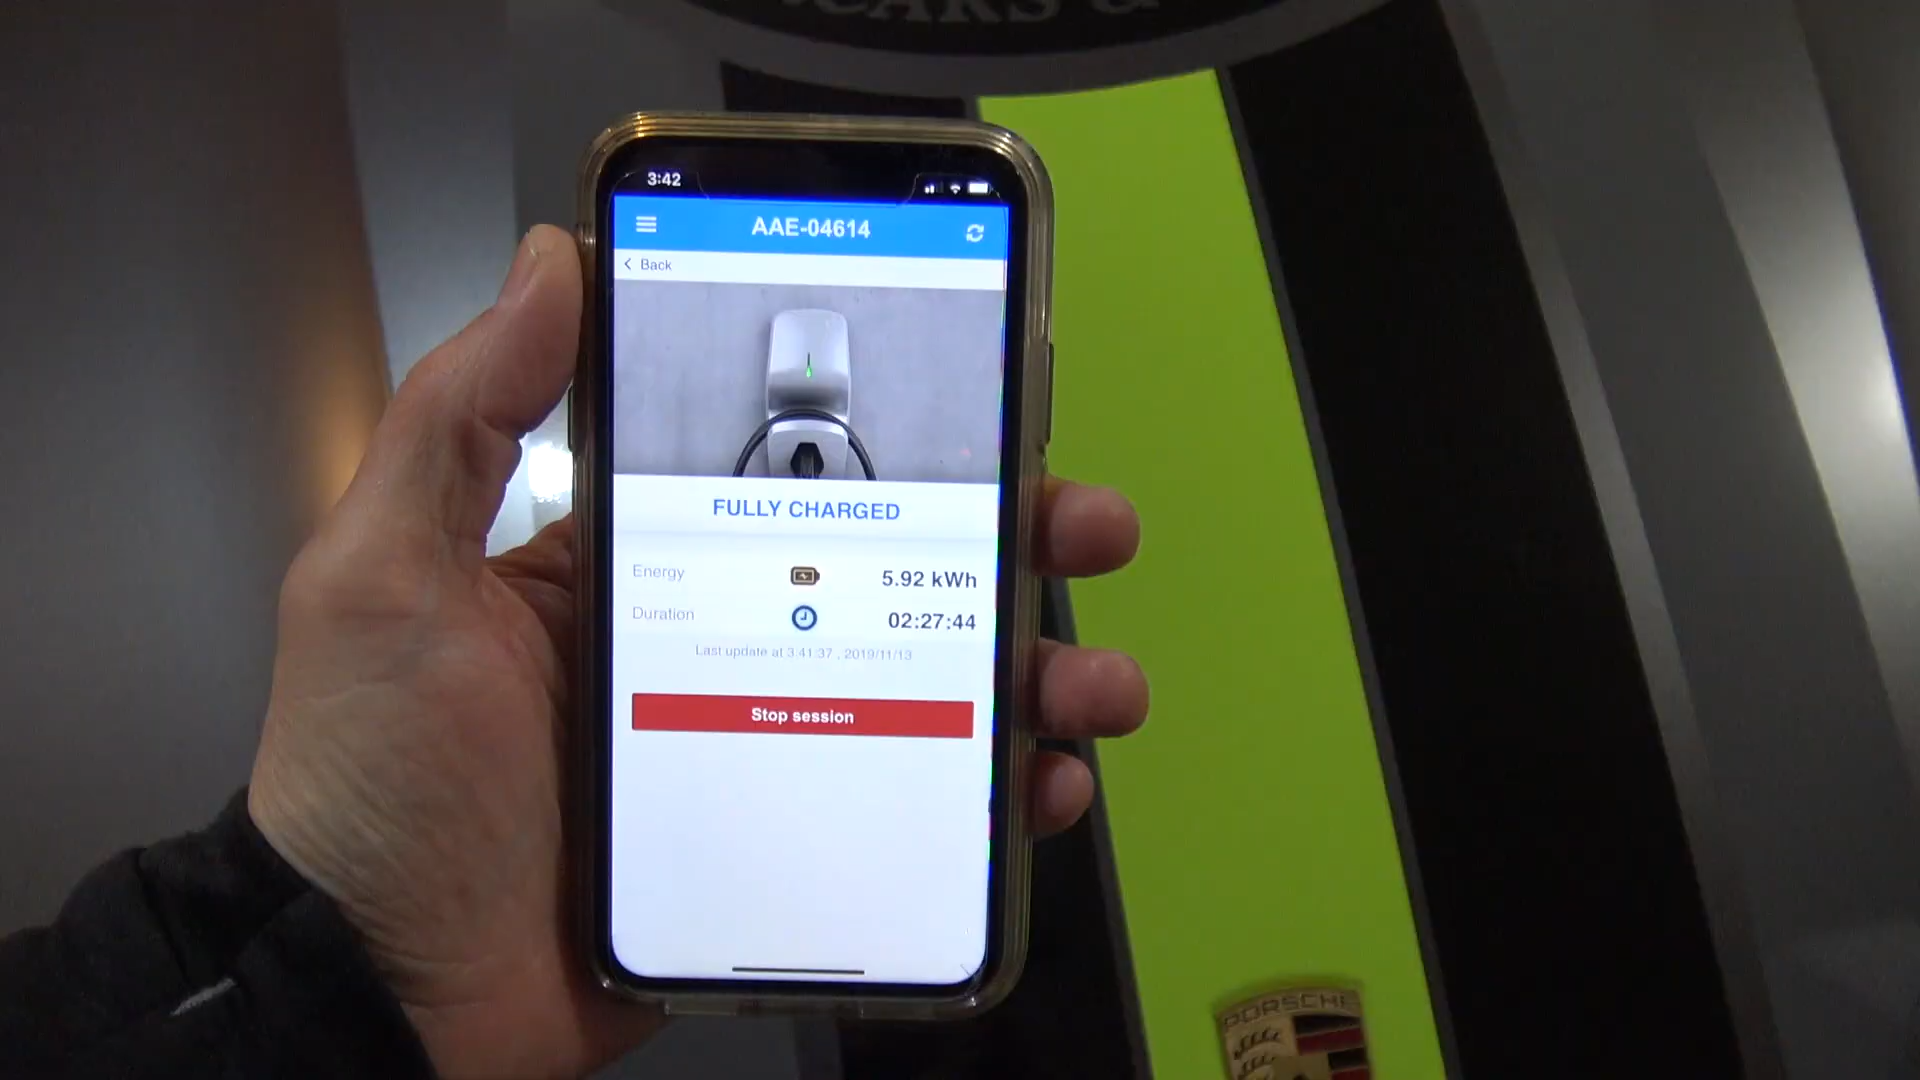 CARS &
3:42
AAE-04614
Back
FULLY CHARGED
Energy 5.92 kWh
Duration 02:27:44
Last update at 3:41:37 , 2019/11/13
Stop session
PORSCHE